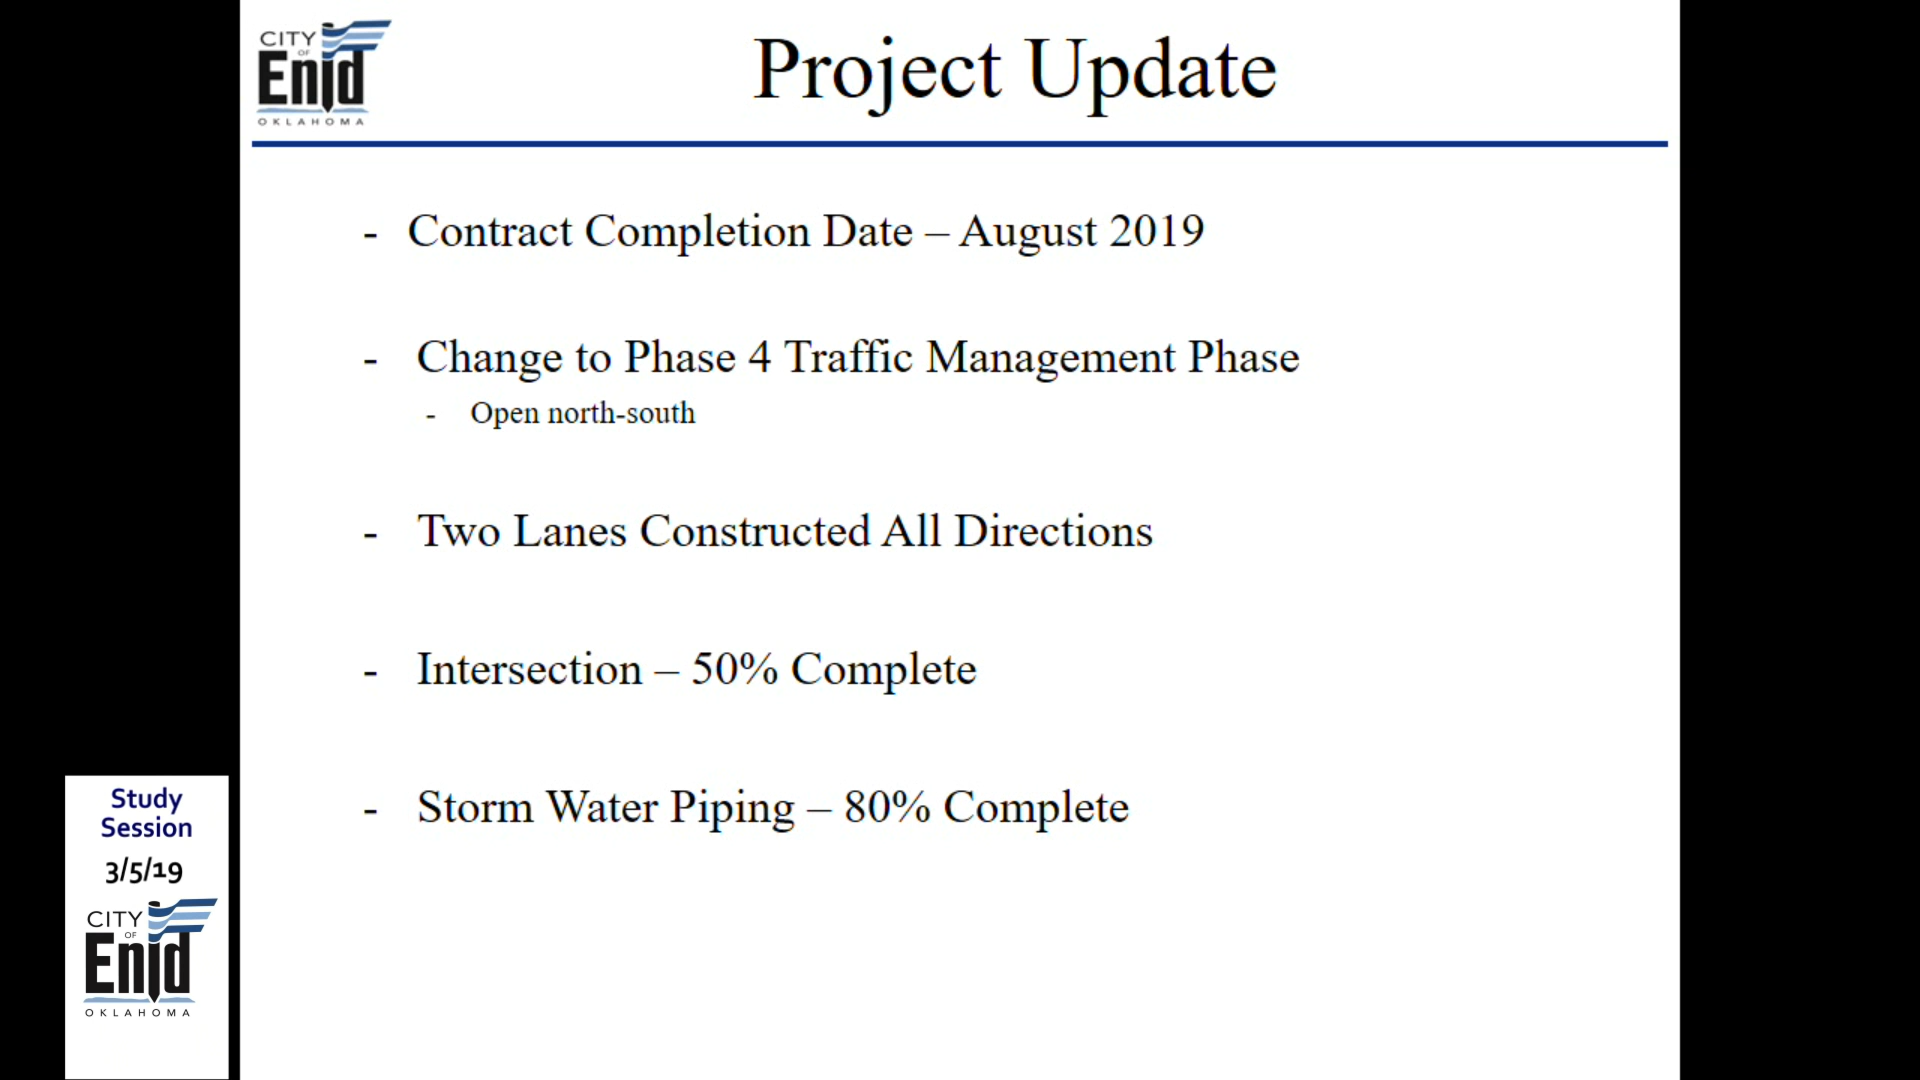 CITY
OF
Enid
OKLAHOMA
Project Update
- Contract Completion Date – August 2019
- Change to Phase 4 Traffic Management Phase
- Open north-south
- Two Lanes Constructed All Directions
- Intersection – 50% Complete
- Storm Water Piping – 80% Complete
Study
Session
3/5/19
CITY
OF
Enid
OKLAHOMA